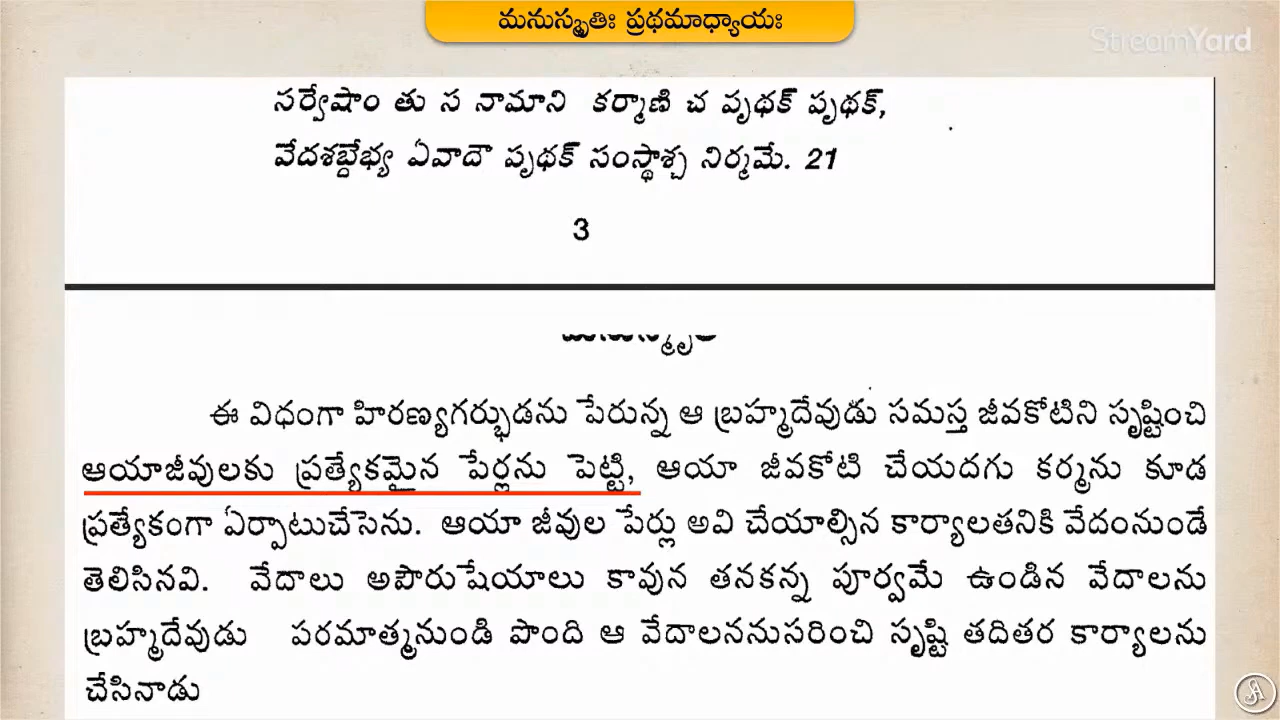 మనుస్మృతిః ప్రథమాధ్యాయః
StreamYard
సర్వేషాం తు స నామాని కర్మాణి చ పృథక్ పృథక్,
వేదశబ్దేభ్య ఏవాదౌ పృథక్ సంస్థాశ్చ నిర్మమే. 21
3
ఈ విధంగా హిరణ్యగర్భుడను పేరున్న ఆ బ్రహ్మదేవుడు సమస్త జీవకోటిని సృష్టించి
ఆయాజీవులకు ప్రత్యేకమైన పేర్లను పెట్టి, ఆయా జీవకోటి చేయదగు కర్మను కూడ
ప్రత్యేకంగా ఏర్పాటుచేసెను. ఆయా జీవుల పేర్లు అవి చేయాల్సిన కార్యాలతనికి వేదంనుండే
తెలిసినవి. వేదాలు అపౌరుషేయాలు కావున తనకన్న పూర్వమే ఉండిన వేదాలను
బ్రహ్మదేవుడు పరమాత్మనుండి పొంది ఆ వేదాలననుసరించి సృష్టి తదితర కార్యాలను
చేసినాడు